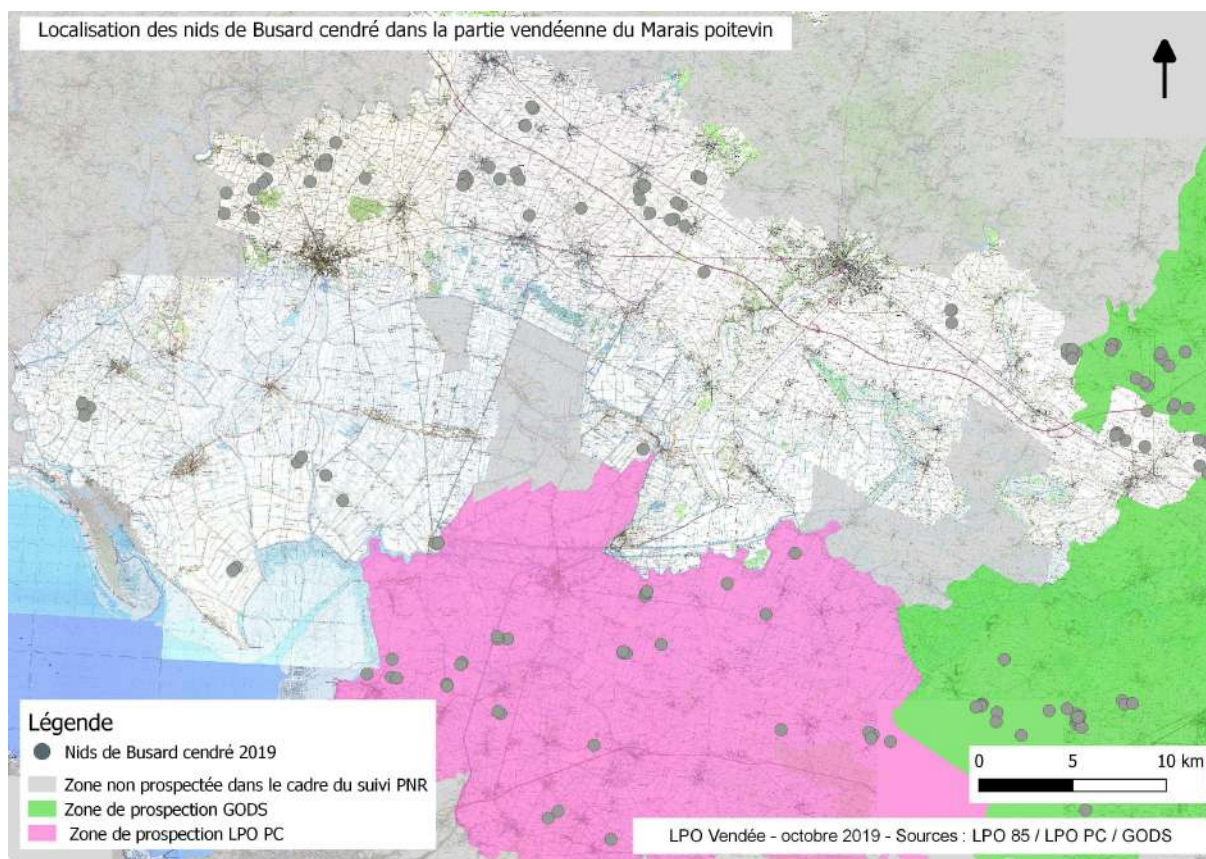 Localisation des nids de Busard cendré dans la partie vendéenne du Marais poitevin
Légende
Nids de Busard cendré 2019
Zone non prospectée dans le cadre du suivi PNR
Zone de prospection GODS
Zone de prospection LPO PC
0 5 10 km
LPO Vendée - octobre 2019 - Sources : LPO 85 / LPO PC / GODS